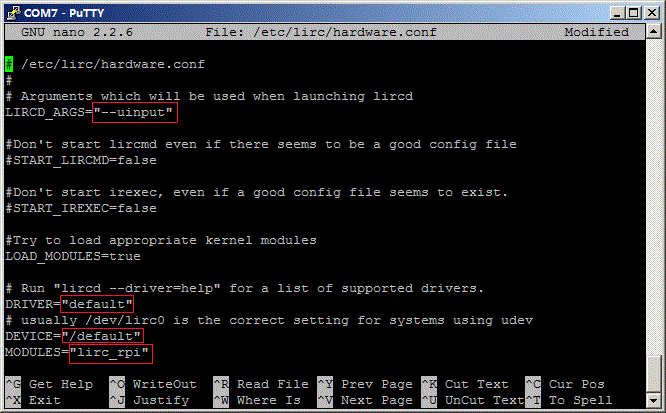 COM7 - PuTTY
GNU nano 2.2.6 File: /etc/lirc/hardware.conf Modified
# /etc/lirc/hardware.conf
#
# Arguments which will be used when launching lircd
LIRCD_ARGS="--uinput"
#Don't start lircmd even if there seems to be a good config file
#START_LIRCMD=false
#Don't start irexec, even if a good config file seems to exist.
#START_IREXEC=false
#Try to load appropriate kernel modules
LOAD_MODULES=true
# Run "lircd --driver=help" for a list of supported drivers.
DRIVER="default"
# usually /dev/lirc0 is the correct setting for systems using udev
DEVICE="/default"
MODULES="lirc_rpi"
^G Get Help ^O WriteOut ^R Read File ^Y Prev Page ^K Cut Text ^C Cur Pos
^X Exit ^J Justify ^W Where Is ^V Next Page ^U UnCut Text ^T To Spell